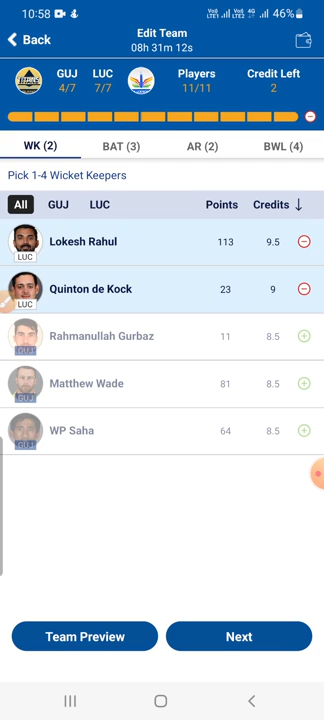 10:58 46%
Edit Team
Back
08h 31m 12s
GUJ LUC Players Credit Left
4/7 7/7 11/11 2
WK (2) BAT (3) AR (2) BWL (4)
Pick 1-4 Wicket Keepers
All GUJ LUC Points Credits ↓
Lokesh Rahul 113 9.5
LUC
Quinton de Kock 23 9
LUC
Rahmanullah Gurbaz 11 8.5
GUJ
Matthew Wade 81 8.5
GUJ
WP Saha 64 8.5
GUJ
Team Preview Next